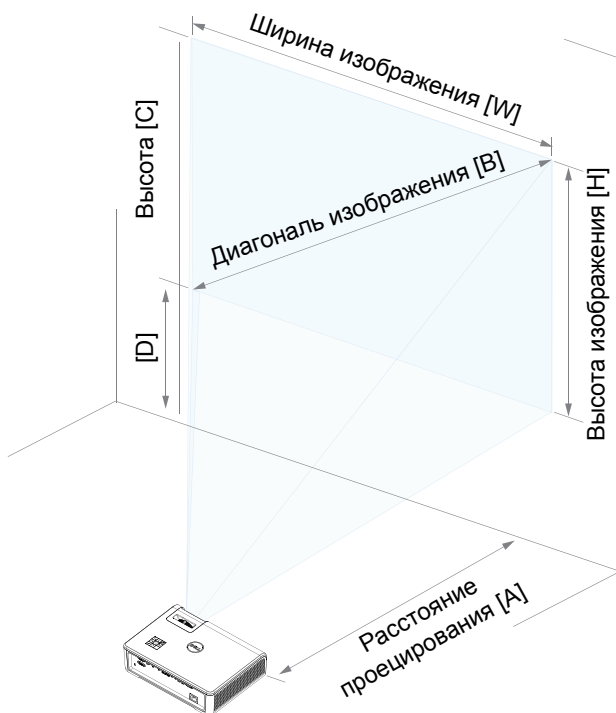 Ширина изображения [W]
Высота [C]
Диагональ изображения [B]
Высота изображения [H]
[D]
Расстояние
проецирования [A]